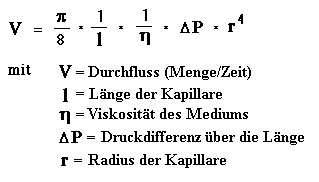 V = π/8 * 1/l * 1/η * ΔP * r⁴
mit V = Durchfluss (Menge/Zeit)
l = Länge der Kapillare
η = Viskosität des Mediums
ΔP = Druckdifferenz über die Länge
r = Radius der Kapillare